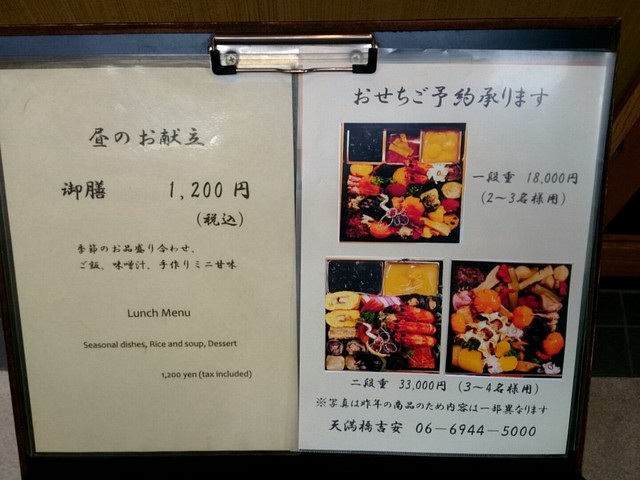 昼のお献立
御膳 1,200円
(税込)
季節のお品盛り合わせ、
ご飯、味噌汁、手作りミニ甘味
Lunch Menu
Seasonal dishes, Rice and soup, Dessert
1,200 yen (tax included)
おせちご予約承ります
一段重 18,000円
(2〜3名様用)
二段重 33,000円 (3〜4名様用)
※写真は昨年の商品のため内容は一部異なります
天満橋吉安 06－6944－5000